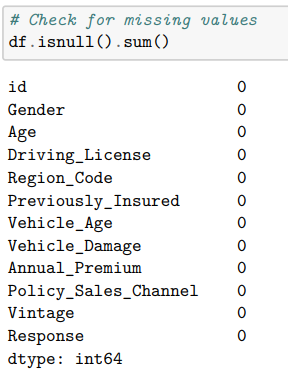 # Check for missing values
df.isnull().sum()
id 0
Gender 0
Age 0
Driving_License 0
Region_Code 0
Previously_Insured 0
Vehicle_Age 0
Vehicle_Damage 0
Annual_Premium 0
Policy_Sales_Channel 0
Vintage 0
Response 0
dtype: int64